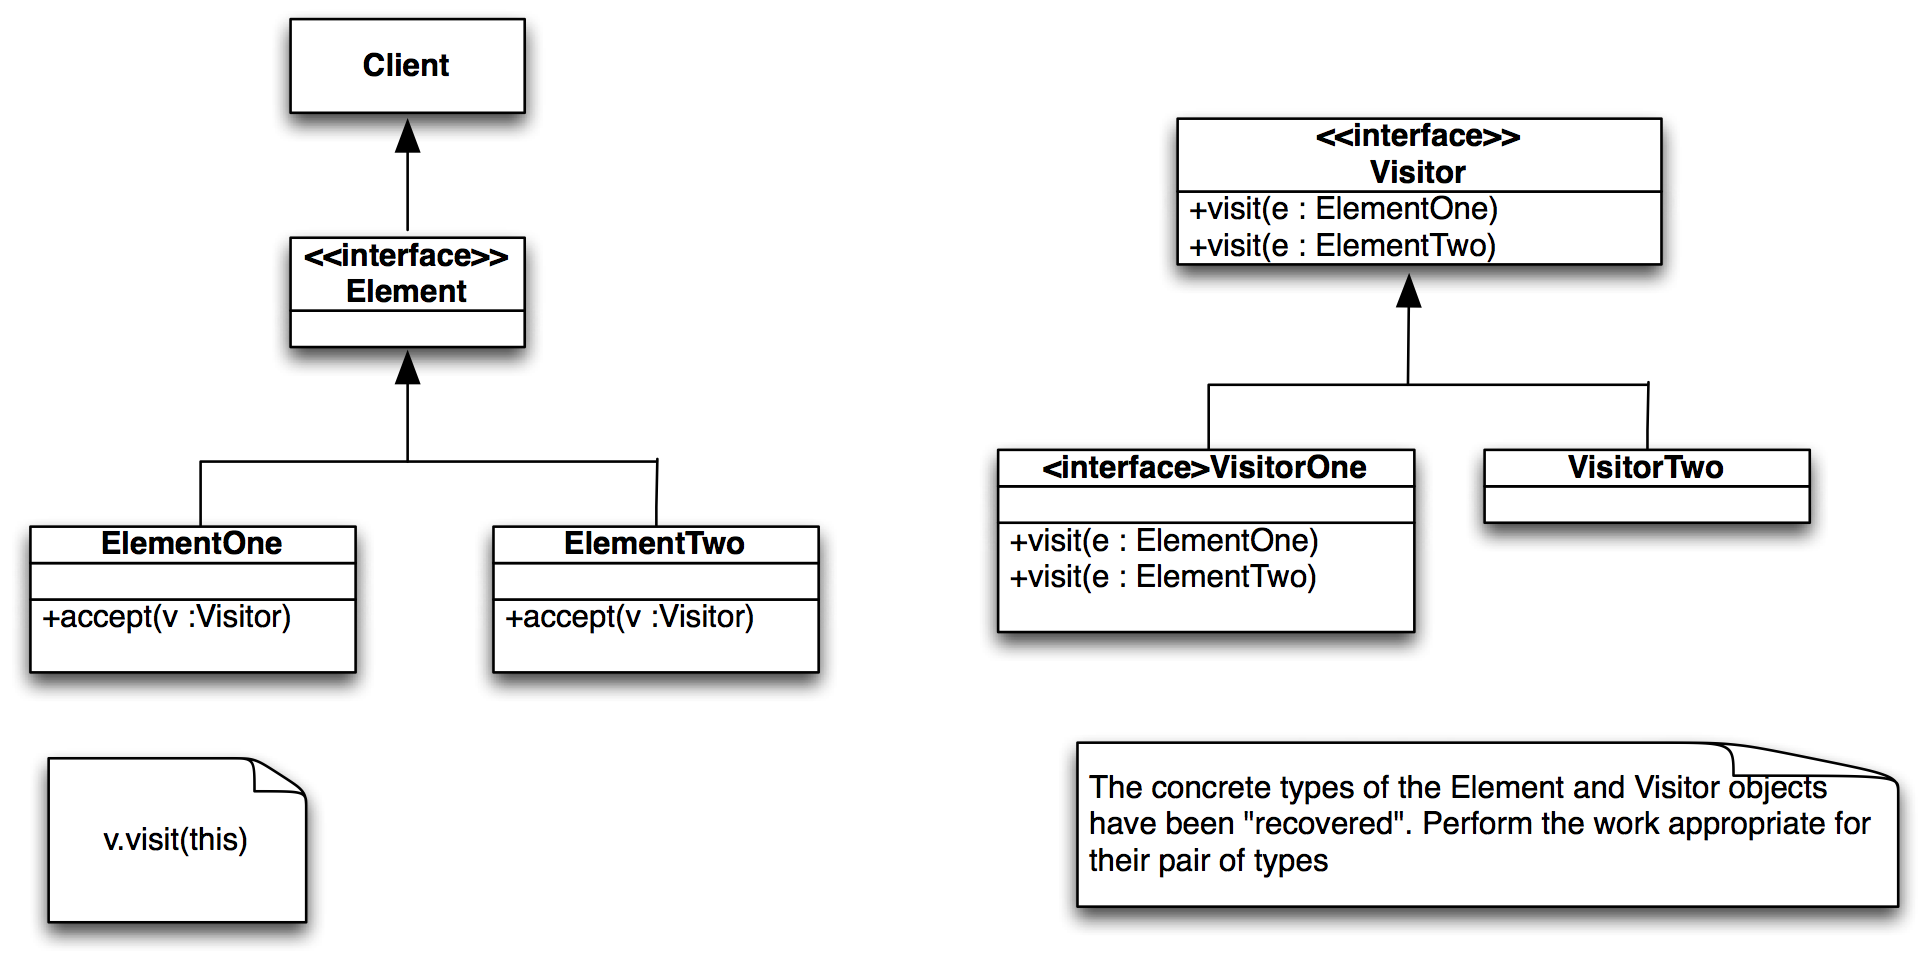 Client
<<interface>>
Element
ElementOne
+accept(v :Visitor)
ElementTwo
+accept(v :Visitor)
v.visit(this)
<<interface>>
Visitor
+visit(e : ElementOne)
+visit(e : ElementTwo)
<interface>VisitorOne
+visit(e : ElementOne)
+visit(e : ElementTwo)
VisitorTwo
The concrete types of the Element and Visitor objects
have been "recovered". Perform the work appropriate for
their pair of types